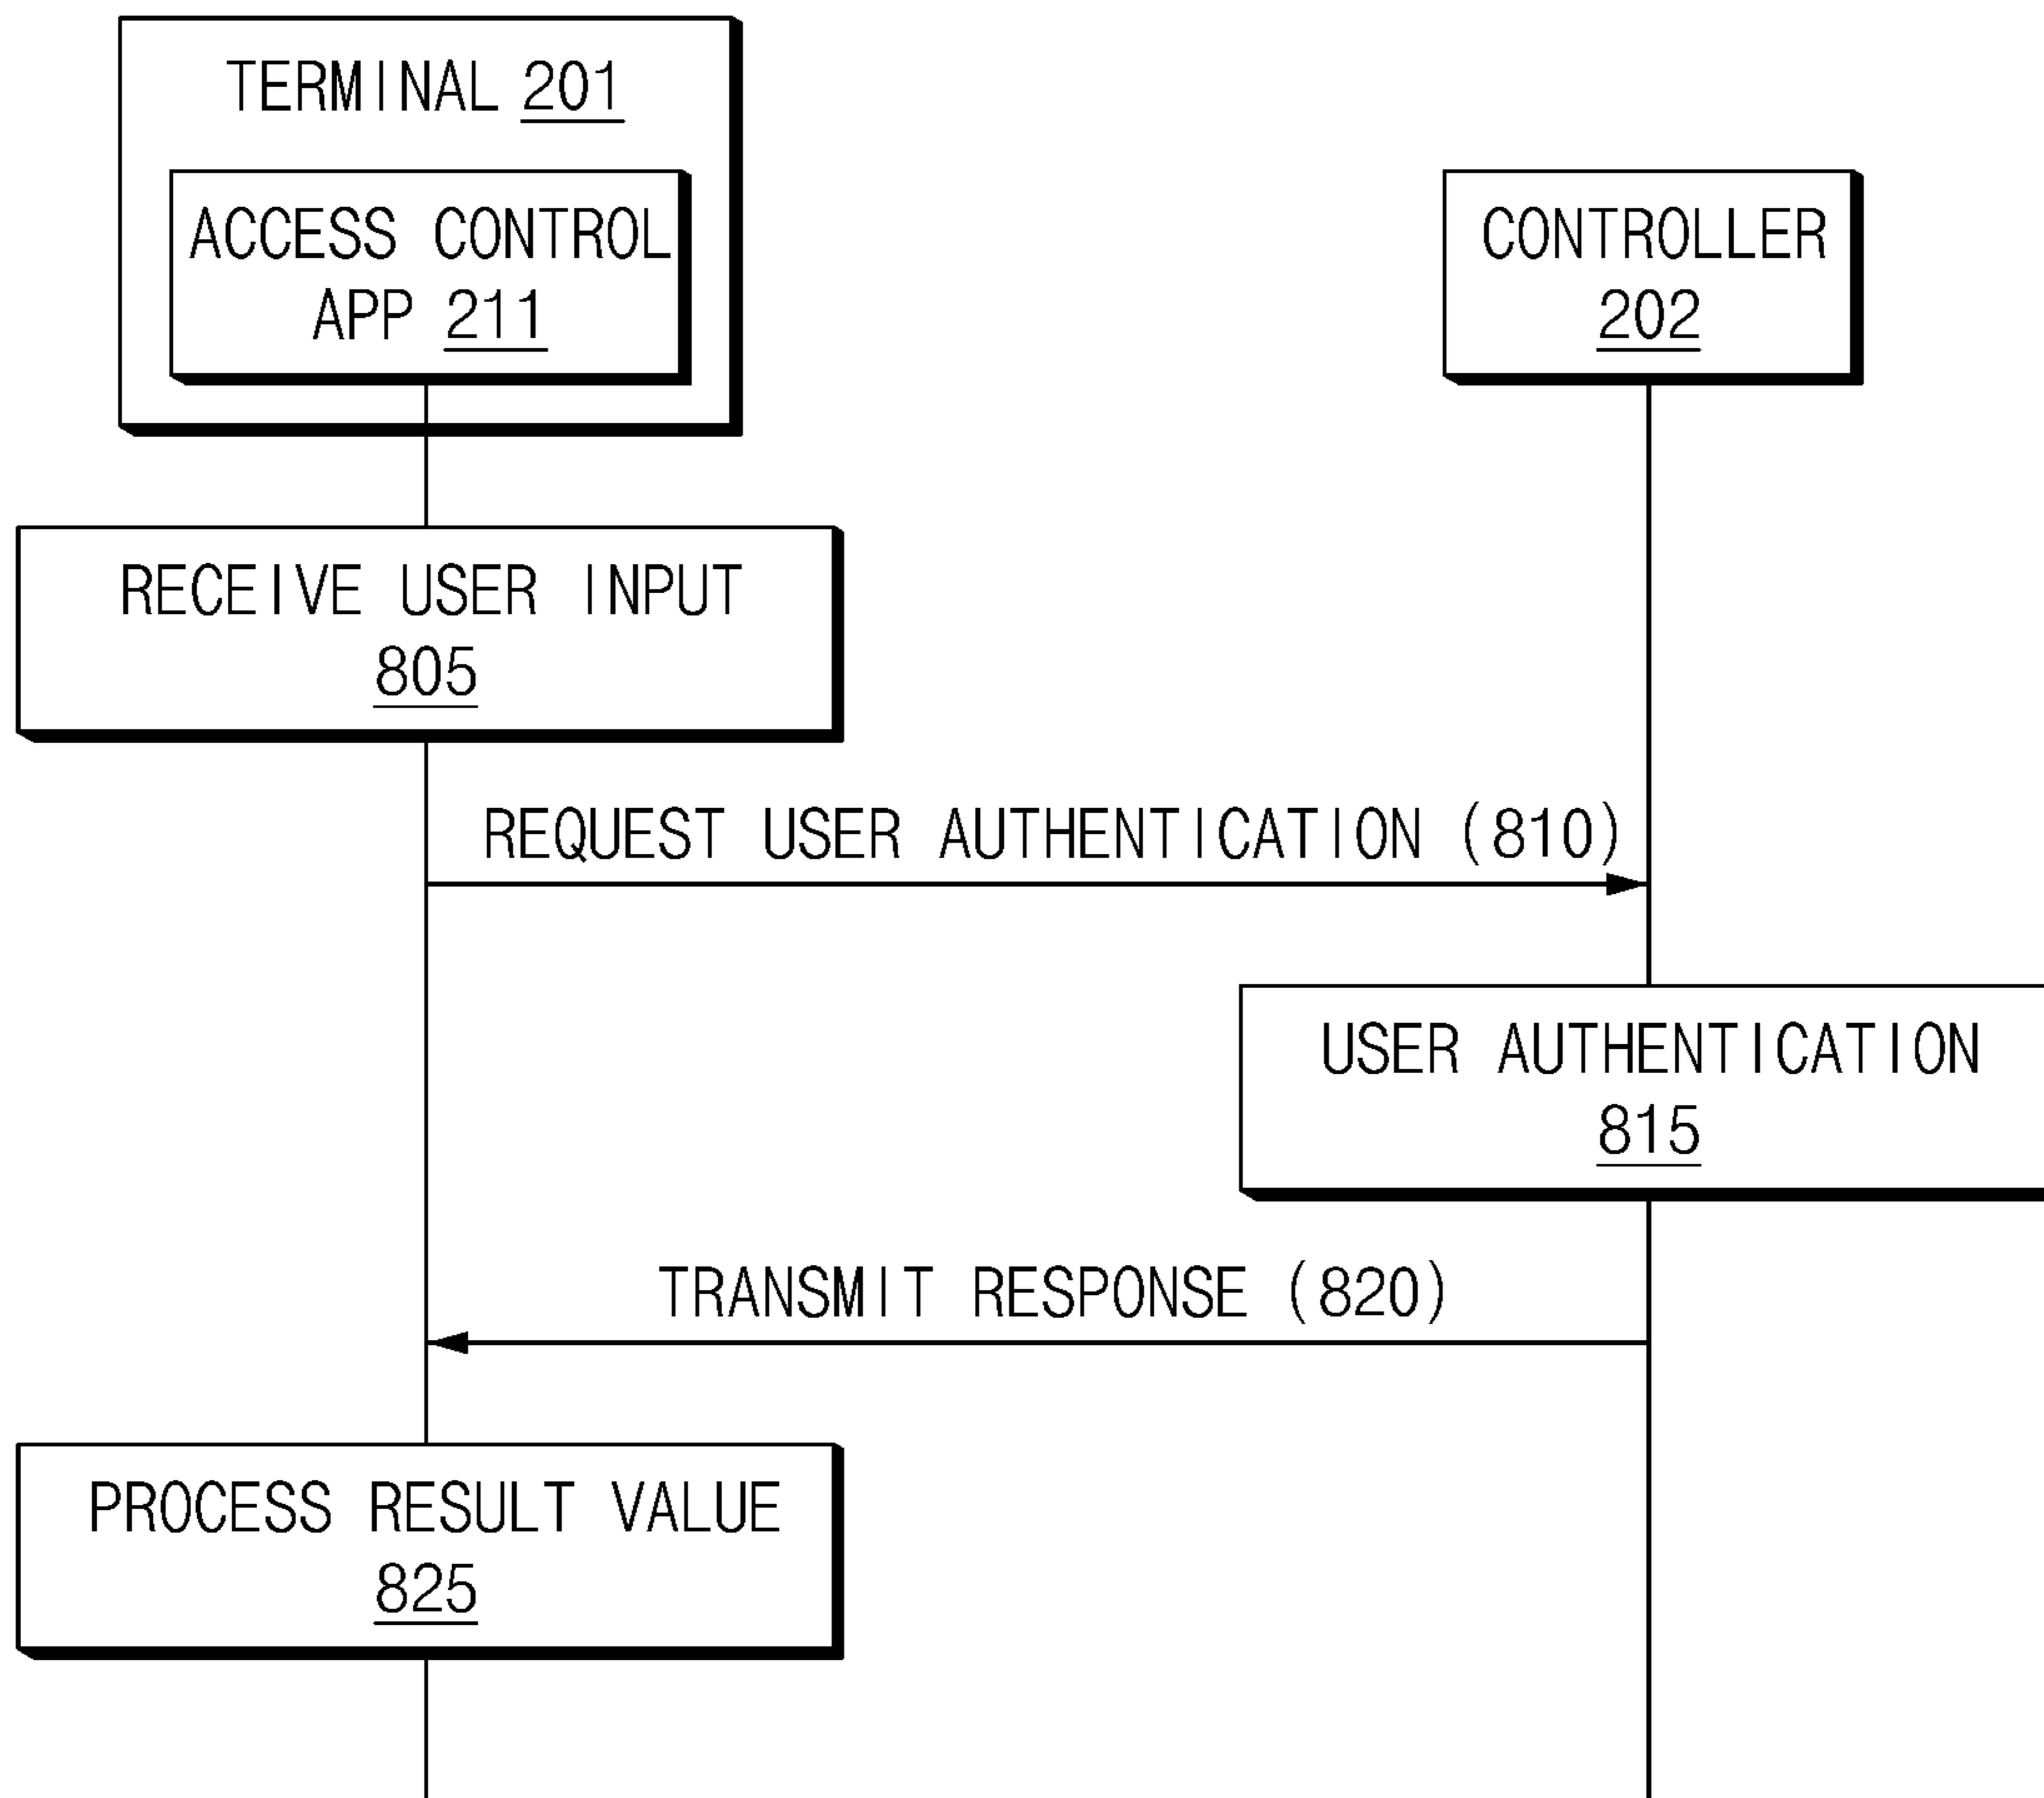 TERMINAL 201
ACCESS CONTROL
APP 211
CONTROLLER
202
RECEIVE USER INPUT
805
REQUEST USER AUTHENTICATION (810)
USER AUTHENTICATION
815
TRANSMIT RESPONSE (820)
PROCESS RESULT VALUE
825